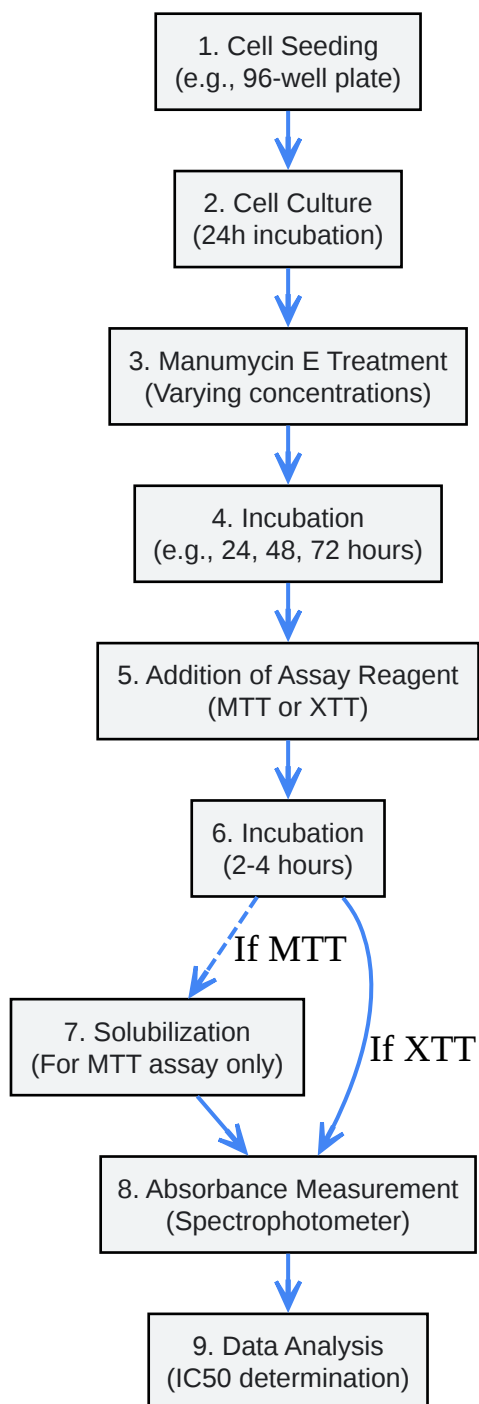 1. Cell Seeding
(e.g., 96-well plate)
2. Cell Culture
(24h incubation)
3. Manumycin E Treatment
(Varying concentrations)
4. Incubation
(e.g., 24, 48, 72 hours)
5. Addition of Assay Reagent
(MTT or XTT)
6. Incubation
(2-4 hours)
If MTT
7. Solubilization
(For MTT assay only)
If XTT
8. Absorbance Measurement
(Spectrophotometer)
9. Data Analysis
(IC50 determination)